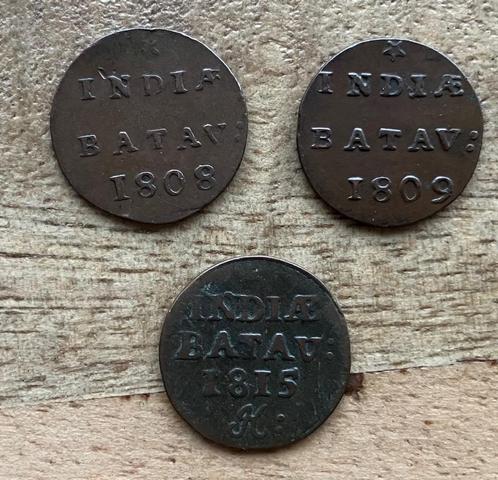 INDIÆ
BATAV:
1808
INDIÆ
BATAV:
1809
INDIÆ
BATAV:
1815
H: